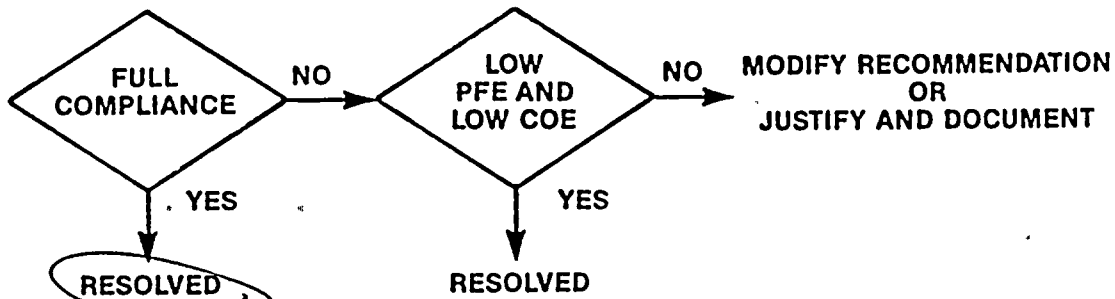 FULL
COMPLIANCE
NO
LOW
PFE AND
LOW COE
NO
MODIFY RECOMMENDATION
OR
JUSTIFY AND DOCUMENT
YES
YES
RESOLVED
RESOLVED